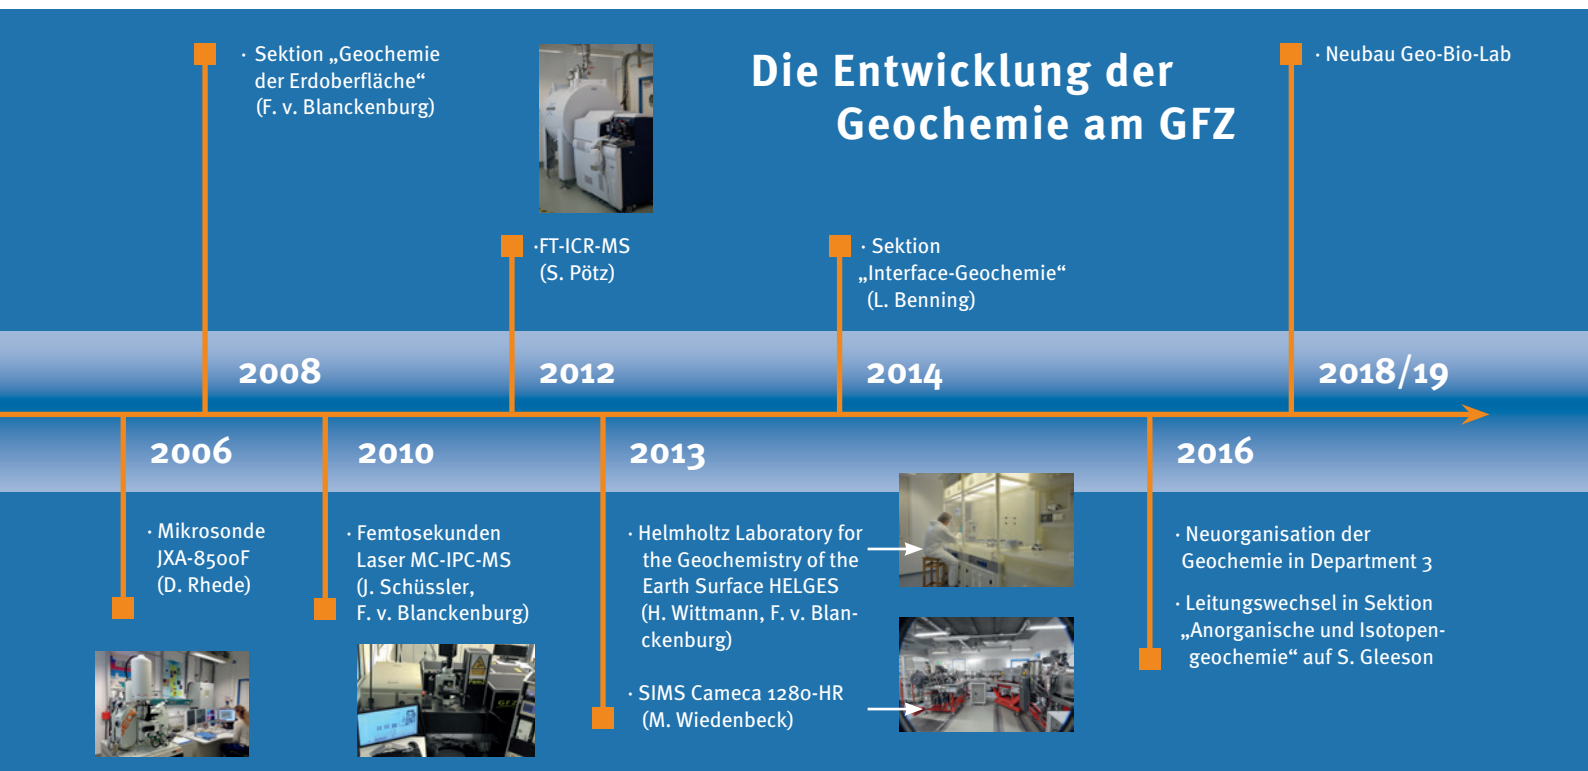 Die Entwicklung der
Geochemie am GFZ
· Sektion „Geochemie
der Erdoberfläche“
(F. v. Blanckenburg)
·FT-ICR-MS
(S. Pötz)
· Sektion
„Interface-Geochemie“
(L. Benning)
· Neubau Geo-Bio-Lab
2008
2012
2014
2018/19
2006
2010
2013
2016
· Mikrosonde
JXA-8500F
(D. Rhede)
· Femtosekunden
Laser MC-IPC-MS
(J. Schüssler,
F. v. Blanckenburg)
GFZ
· Helmholtz Laboratory for
the Geochemistry of the
Earth Surface HELGES
(H. Wittmann, F. v. Blan-
ckenburg)
· SIMS Cameca 1280-HR
(M. Wiedenbeck)
· Neuorganisation der
Geochemie in Department 3
· Leitungswechsel in Sektion
„Anorganische und Isotopen-
geochemie“ auf S. Gleeson